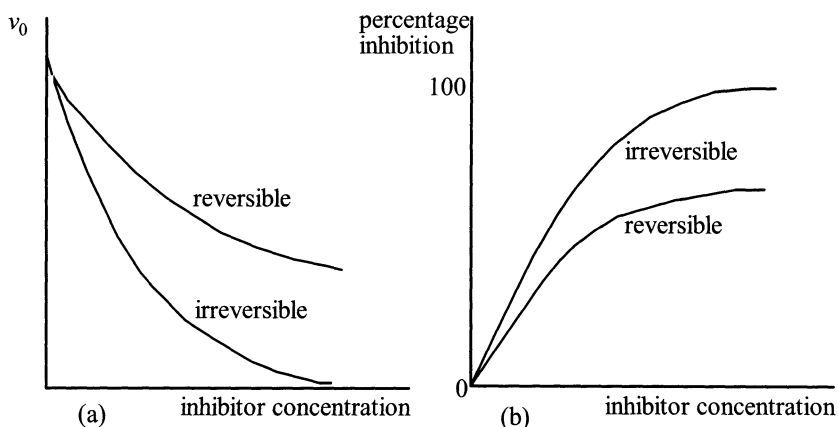 v0
reversible
irreversible
(a)
inhibitor concentration
percentage
inhibition
100
irreversible
reversible
0
(b)
inhibitor concentration